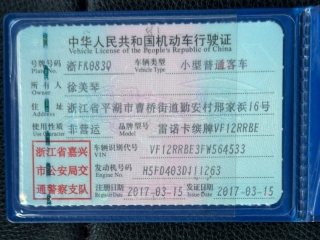 中华人民共和国机动车行驶证
Vehicle License of the People's Republic of China
号牌号码 浙FK083Q 车辆类型 小型普通客车
Plate No. Vehicle Type
所有人 徐美琴
Owner
住址 浙江省平湖市曹桥街道勤安村邢家浜16号
Address
使用性质 非营运 品牌型号 雷诺卡缤牌VF12RRBE
Use Character Model
浙江省嘉兴 车辆识别代号 VF12RRBE3FW564533
VIN
市公安局交 发动机号码 H5FD403D111263
Engine No.
通警察支队 注册日期 2017-03-15 发证日期 2017-03-15
Register Date Issue Date